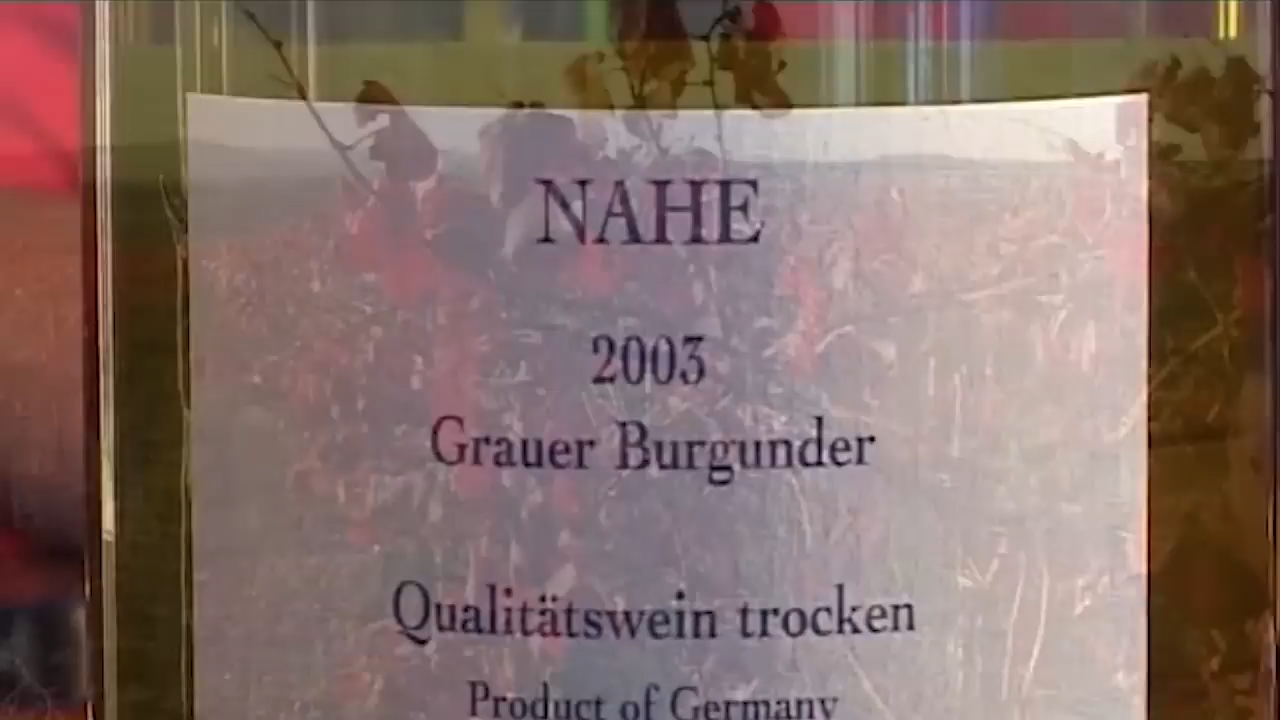 NAHE
2003
Grauer Burgunder
Qualitätswein trocken
Product of Germany